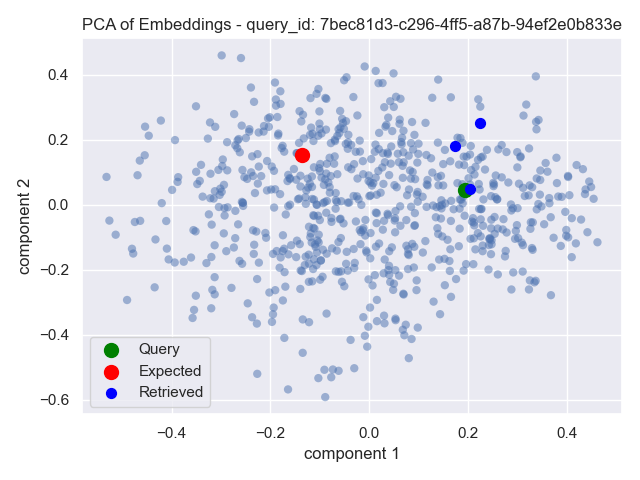 PCA of Embeddings - query_id: 7bec81d3-c296-4ff5-a87b-94ef2e0b833e
0.4
0.2
0.0
−0.2
−0.4
−0.6
component 2
Query
Expected
Retrieved
−0.4
−0.2
0.0
0.2
0.4
component 1